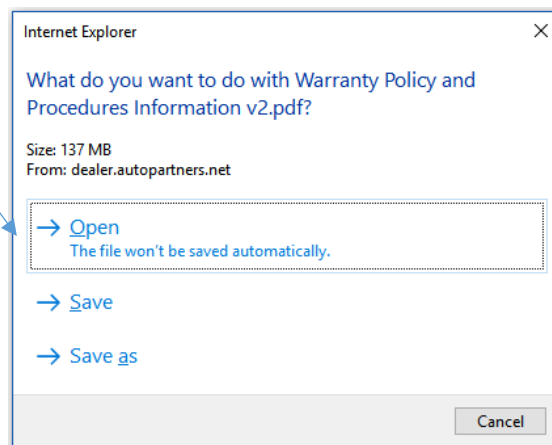 Internet Explorer
What do you want to do with Warranty Policy and
Procedures Information v2.pdf?
Size: 137 MB
From: dealer.autopartners.net
Open
The file won't be saved automatically.
Save
Save as
Cancel